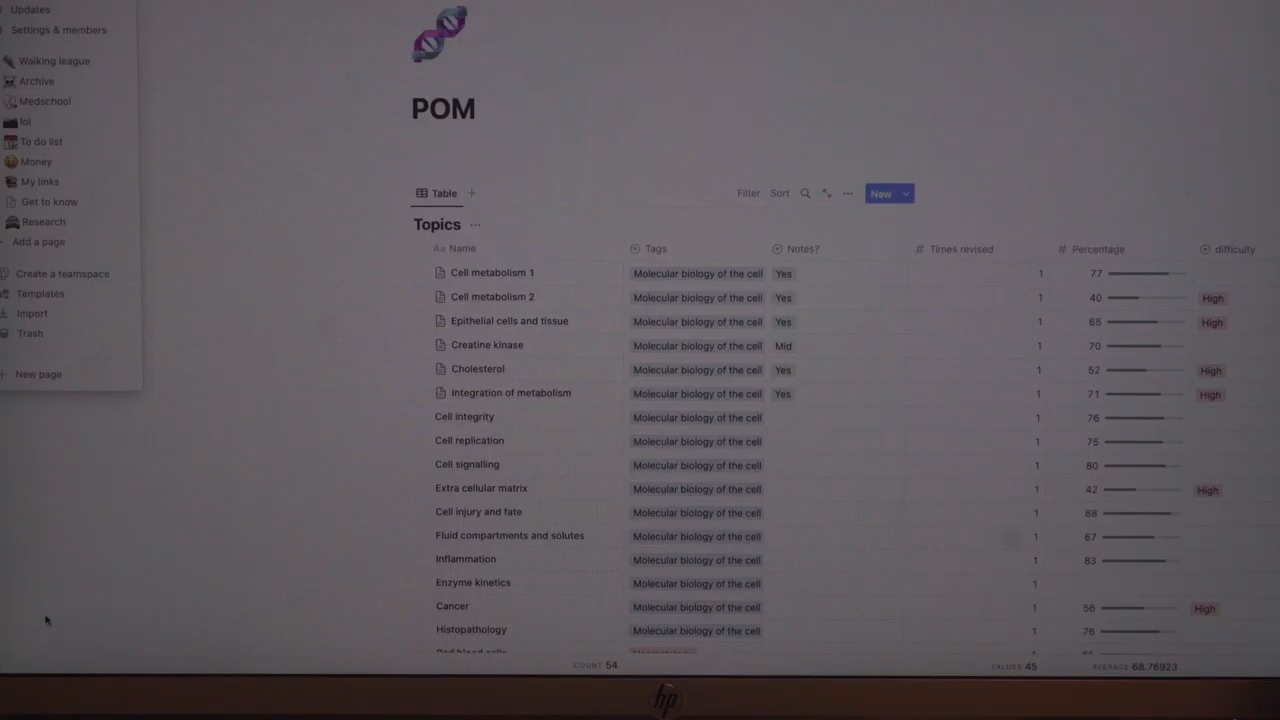 Updates
Settings & members
Walking league
Archive
Medschool
lol
To do list
Money
My links
Get to know
Research
Add a page
Create a teamspace
Templates
Import
Trash
New page
POM
Table
Filter Sort New
Topics
Aa Name Tags Notes? # Times revised # Percentage difficulty
Cell metabolism 1 Molecular biology of the cell Yes 1 77
Cell metabolism 2 Molecular biology of the cell Yes 1 40 High
Epithelial cells and tissue Molecular biology of the cell Yes 1 65 High
Creatine kinase Molecular biology of the cell Mid 1 70
Cholesterol Molecular biology of the cell Yes 1 52 High
Integration of metabolism Molecular biology of the cell Yes 1 71 High
Cell integrity Molecular biology of the cell 1 76
Cell replication Molecular biology of the cell 1 75
Cell signalling Molecular biology of the cell 1 80
Extra cellular matrix Molecular biology of the cell 1 42 High
Cell injury and fate Molecular biology of the cell 1 88
Fluid compartments and solutes Molecular biology of the cell 1 67
Inflammation Molecular biology of the cell 1 83
Enzyme kinetics Molecular biology of the cell 1
Cancer Molecular biology of the cell 1 56 High
Histopathology Molecular biology of the cell 1 76
COUNT 54 VALUES 45 AVERAGE 68.76923
hp